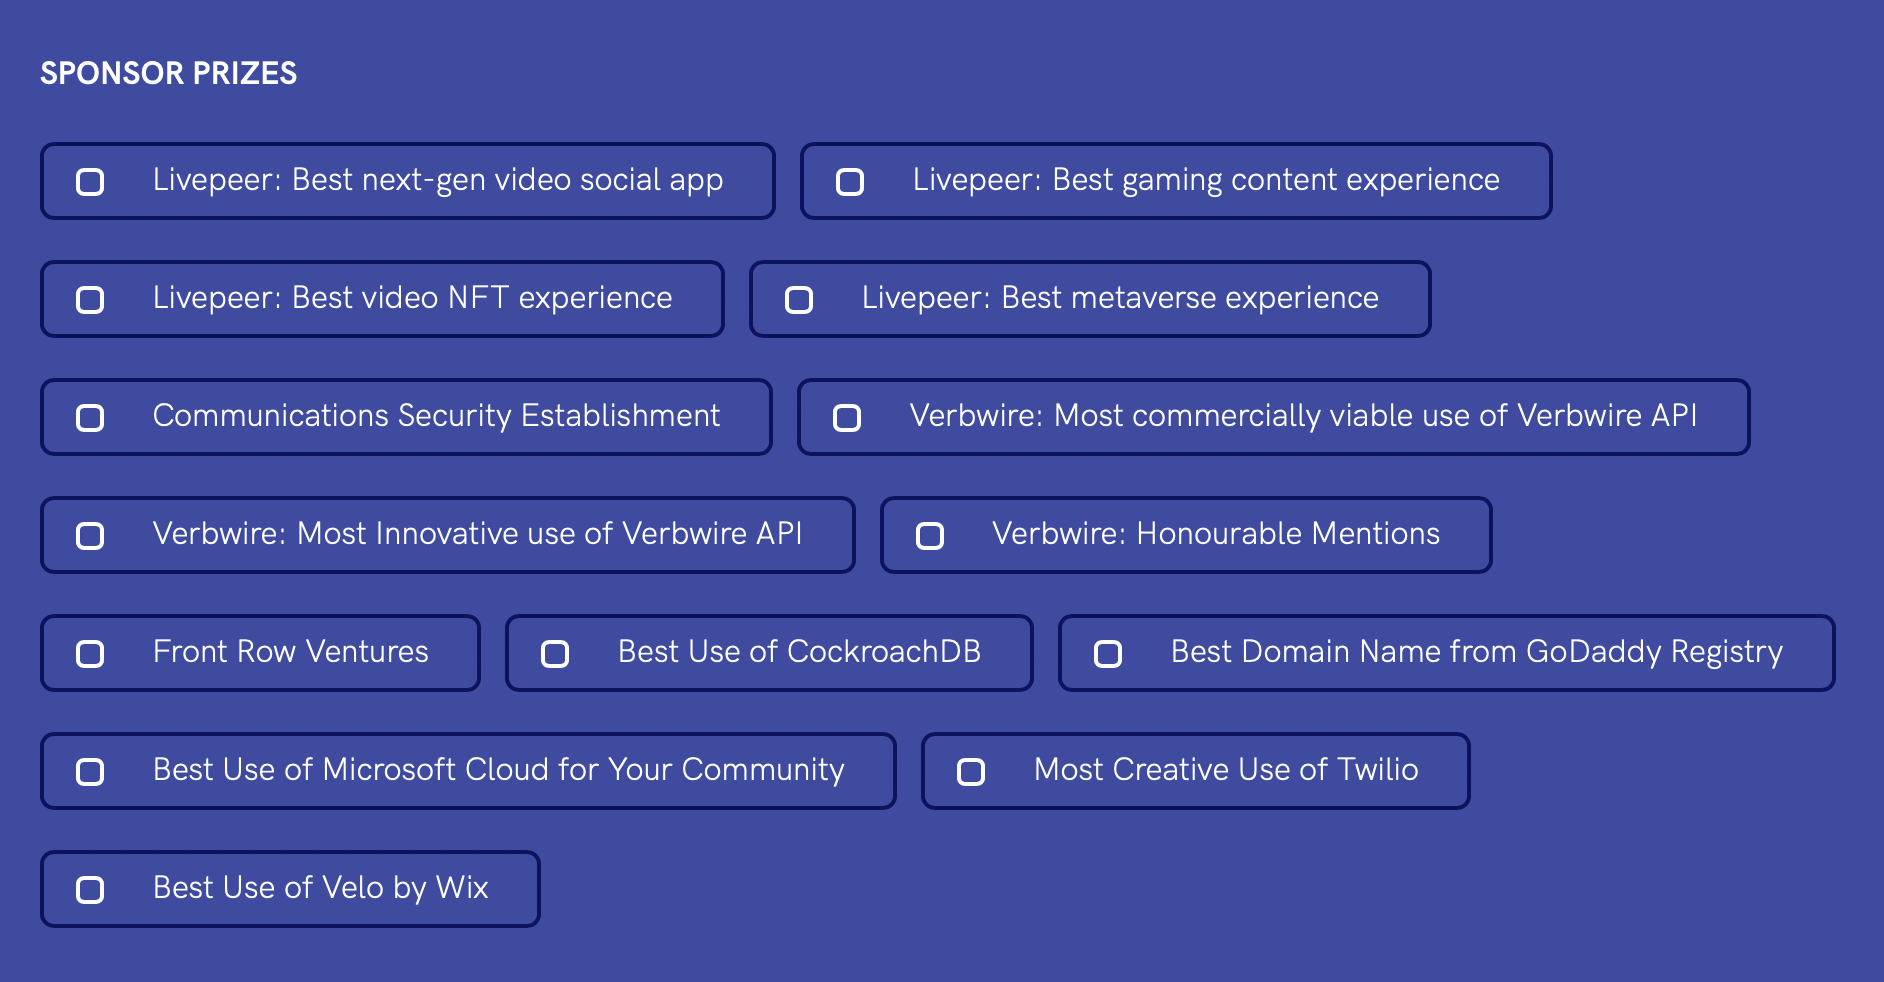 SPONSOR PRIZES
Livepeer: Best next-gen video social app
Livepeer: Best gaming content experience
Livepeer: Best video NFT experience
Livepeer: Best metaverse experience
Communications Security Establishment
Verbwire: Most commercially viable use of Verbwire API
Verbwire: Most Innovative use of Verbwire API
Verbwire: Honourable Mentions
Front Row Ventures
Best Use of CockroachDB
Best Domain Name from GoDaddy Registry
Best Use of Microsoft Cloud for Your Community
Most Creative Use of Twilio
Best Use of Velo by Wix